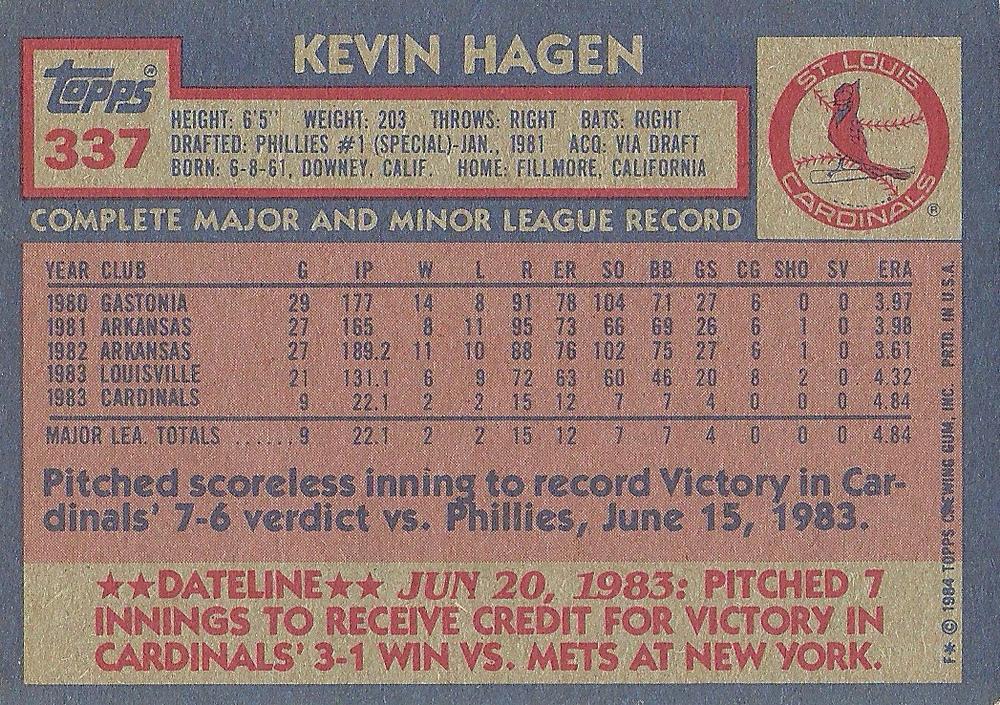 KEVIN HAGEN
Topps®
337
HEIGHT: 6'5" WEIGHT: 203 THROWS: RIGHT BATS: RIGHT
DRAFTED: PHILLIES #1 (SPECIAL)-JAN., 1981 ACQ: VIA DRAFT
BORN: 6-8-61, DOWNEY, CALIF. HOME: FILLMORE, CALIFORNIA
ST. LOUIS
CARDINALS®
COMPLETE MAJOR AND MINOR LEAGUE RECORD
YEAR CLUB G IP W L R ER SO BB GS CG SHO SV ERA
1980 GASTONIA 29 177 14 8 91 78 104 71 27 6 0 0 3.97
1981 ARKANSAS 27 165 8 11 95 73 66 69 26 6 1 0 3.98
1982 ARKANSAS 27 189.2 11 10 88 76 102 75 27 6 1 0 3.61
1983 LOUISVILLE 21 131.1 6 9 72 63 60 46 20 8 2 0 4.32
1983 CARDINALS 9 22.1 2 2 15 12 7 7 4 0 0 0 4.84
MAJOR LEA. TOTALS ......9 22.1 2 2 15 12 7 7 4 0 0 0 4.84
Pitched scoreless inning to record Victory in Car-
dinals' 7-6 verdict vs. Phillies, June 15, 1983.
★★DATELINE★★ JUN 20, 1983: PITCHED 7
INNINGS TO RECEIVE CREDIT FOR VICTORY IN
CARDINALS' 3-1 WIN VS. METS AT NEW YORK.
F* © 1984 TOPPS CHEWING GUM, INC. PRTD. IN U.S.A.